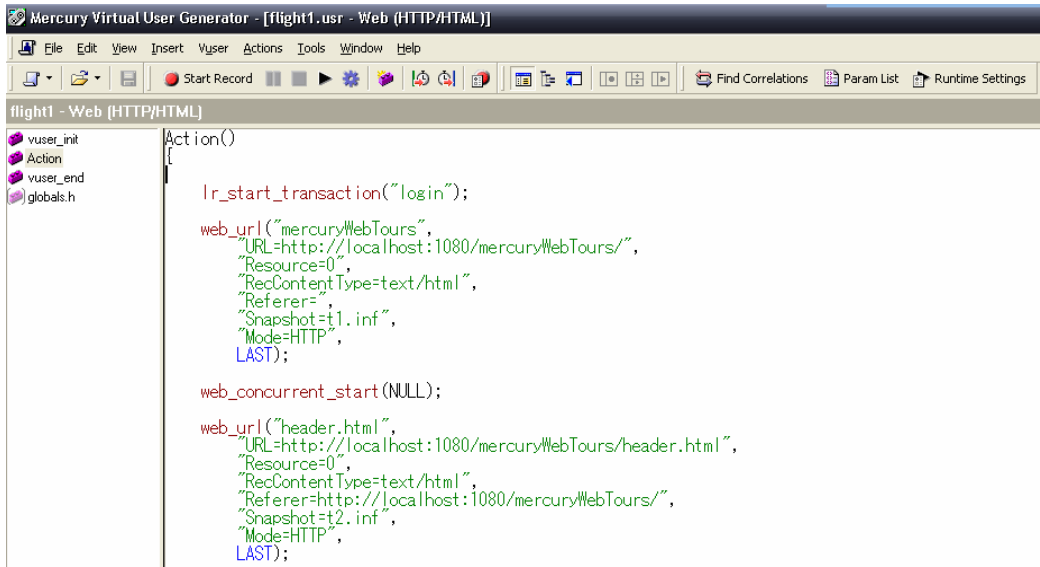 Mercury Virtual User Generator - [flight1.usr - Web (HTTP/HTML)]
File Edit View Insert Vuser Actions Tools Window Help
Start Record Find Correlations Param List Runtime Settings
flight1 - Web (HTTP/HTML)
vuser_init
Action
vuser_end
globals.h
Action()
{
lr_start_transaction("login");
web_url("mercuryWebTours",
"URL=http://localhost:1080/mercuryWebTours/",
"Resource=0",
"RecContentType=text/html",
"Referer=",
"Snapshot=t1.inf",
"Mode=HTTP",
LAST);
web_concurrent_start(NULL);
web_url("header.html",
"URL=http://localhost:1080/mercuryWebTours/header.html",
"Resource=0",
"RecContentType=text/html",
"Referer=http://localhost:1080/mercuryWebTours/",
"Snapshot=t2.inf",
"Mode=HTTP",
LAST);